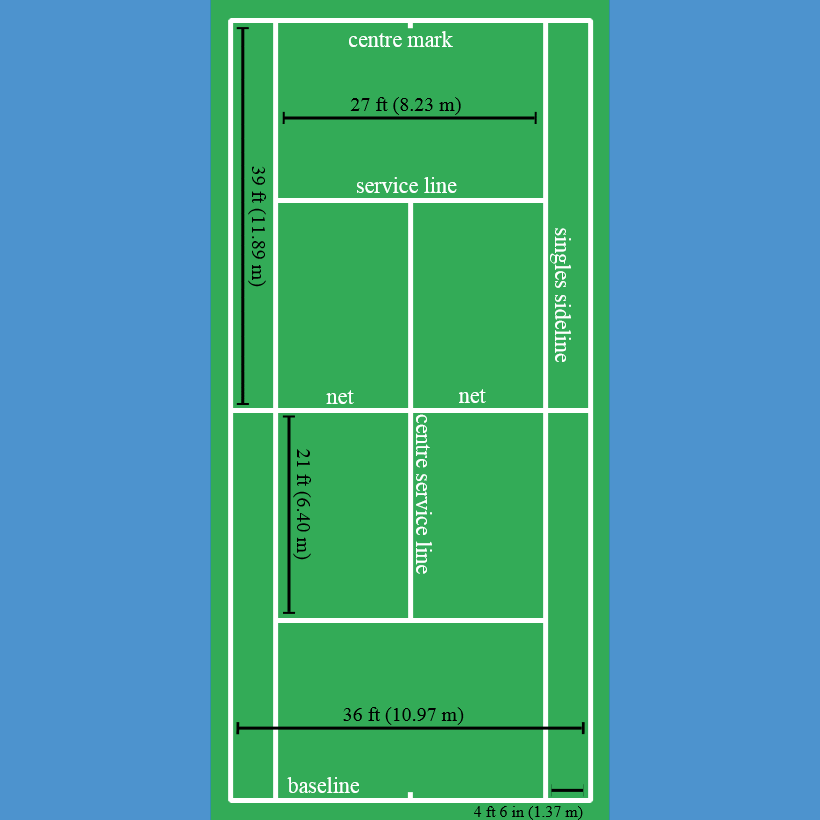 centre mark
27 ft (8.23 m)
39 ft (11.89 m)
service line
singles sideline
net
net
centre service line
21 ft (6.40 m)
36 ft (10.97 m)
baseline
4 ft 6 in (1.37 m)